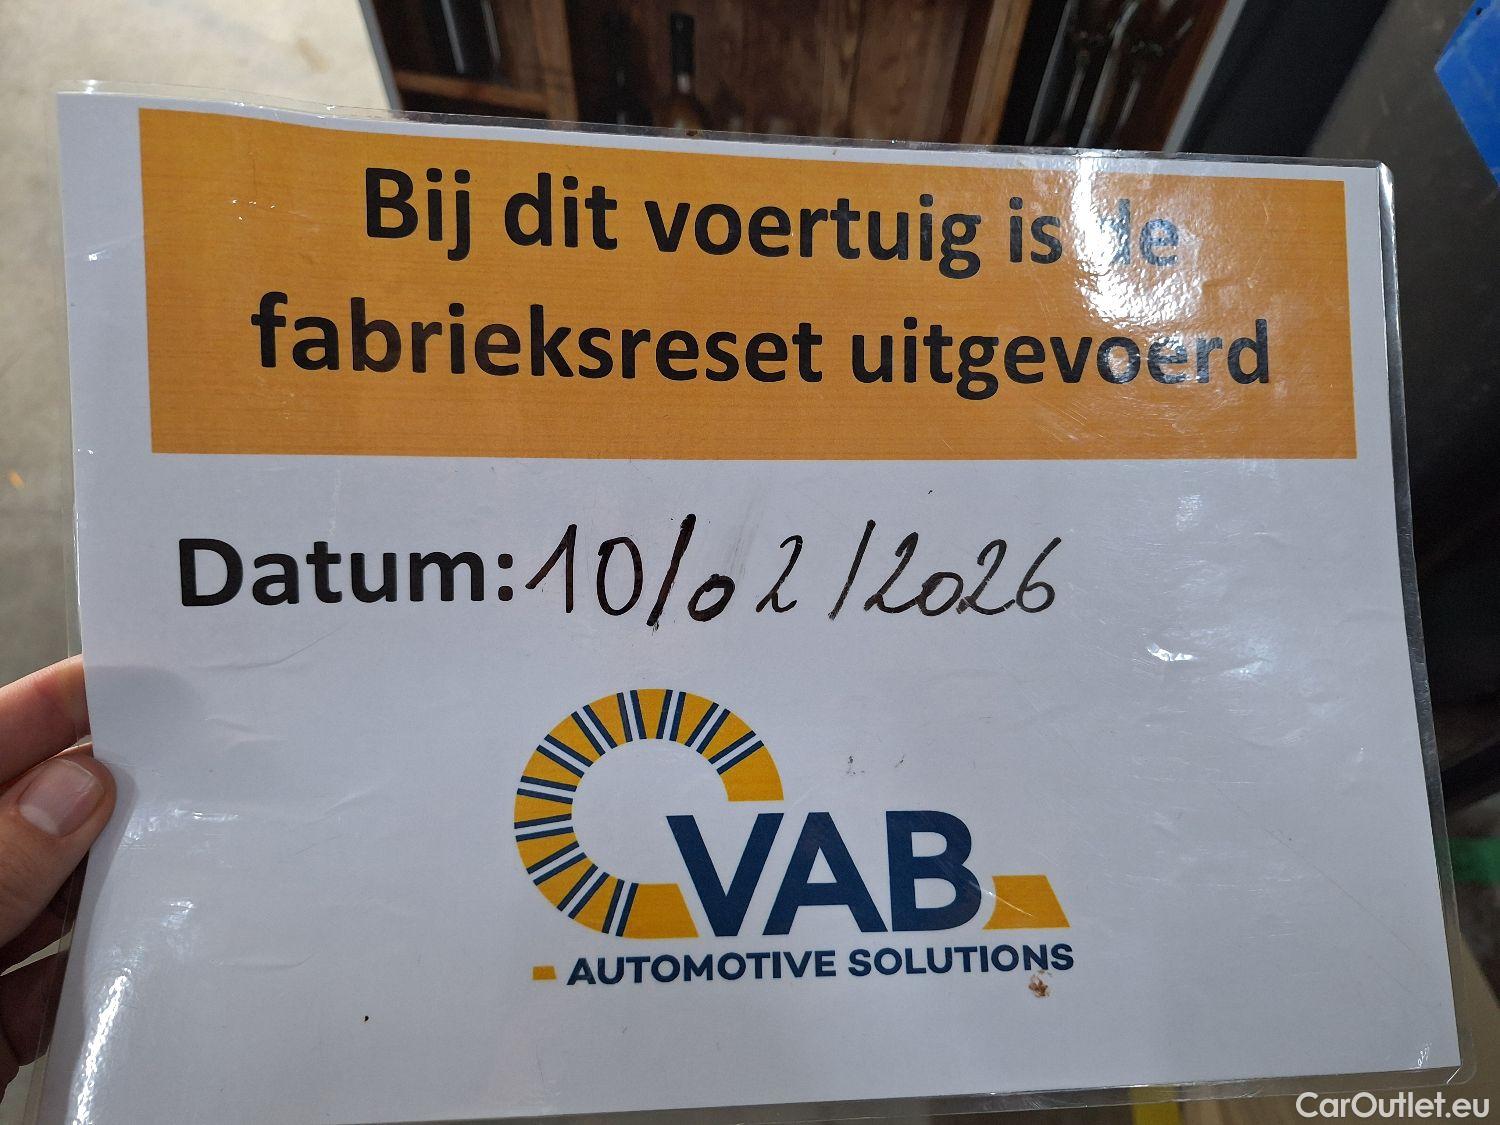 Bij dit voertuig is de
fabrieksreset uitgevoerd
Datum: 10/02/2026
VAB
AUTOMOTIVE SOLUTIONS
CarOutlet.eu